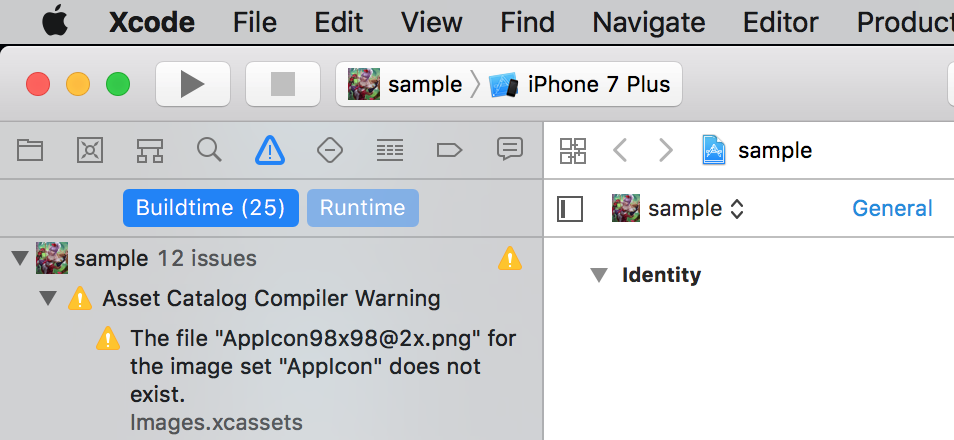 Xcode File Edit View Find Navigate Editor Product
sample iPhone 7 Plus
sample
Buildtime (25) Runtime
sample General
sample 12 issues
Identity
Asset Catalog Compiler Warning
The file "AppIcon98x98@2x.png" for
the image set "AppIcon" does not
exist.
Images.xcassets